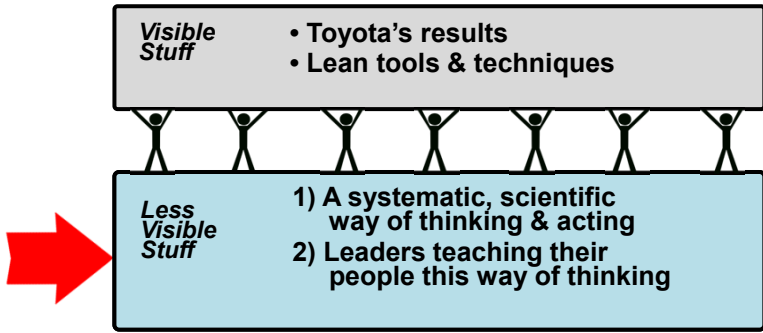 Visible
Stuff
• Toyota's results
• Lean tools & techniques
Less
Visible
Stuff
1) A systematic, scientific
way of thinking & acting
2) Leaders teaching their
people this way of thinking